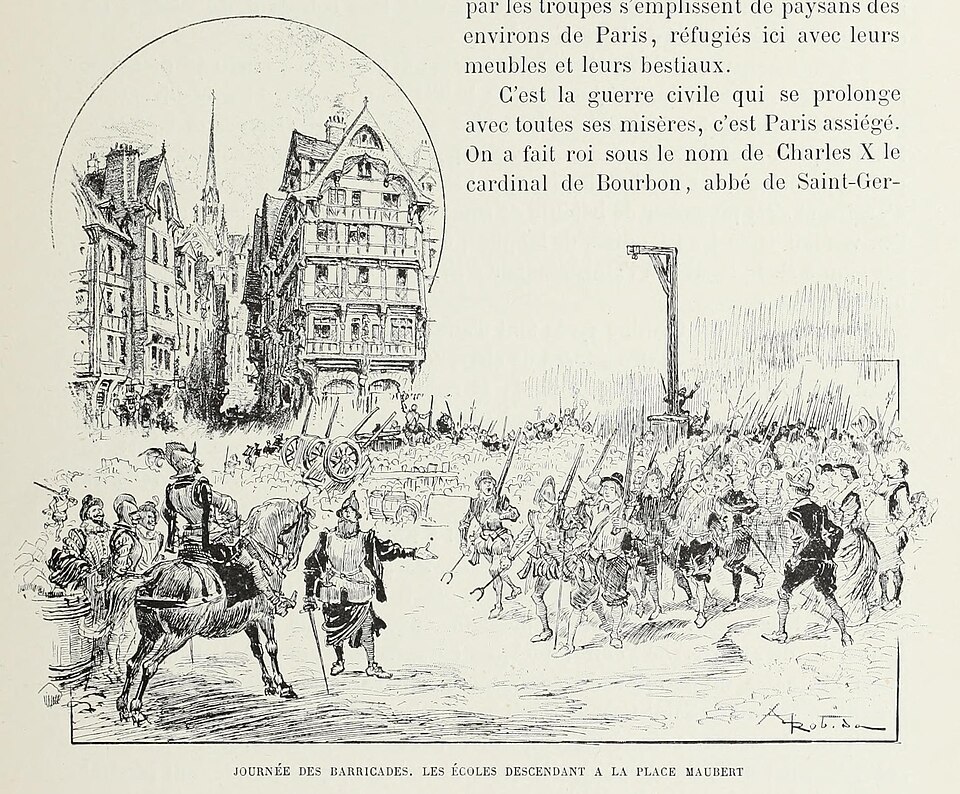 par les troupes s'emplissent de paysans des
environs de Paris, réfugiés ici avec leurs
meubles et leurs bestiaux.
C'est la guerre civile qui se prolonge
avec toutes ses misères, c'est Paris assiégé.
On a fait roi sous le nom de Charles X le
cardinal de Bourbon, abbé de Saint-Ger-
A Robida
JOURNÉE DES BARRICADES. LES ÉCOLES DESCENDANT A LA PLACE MAUBERT